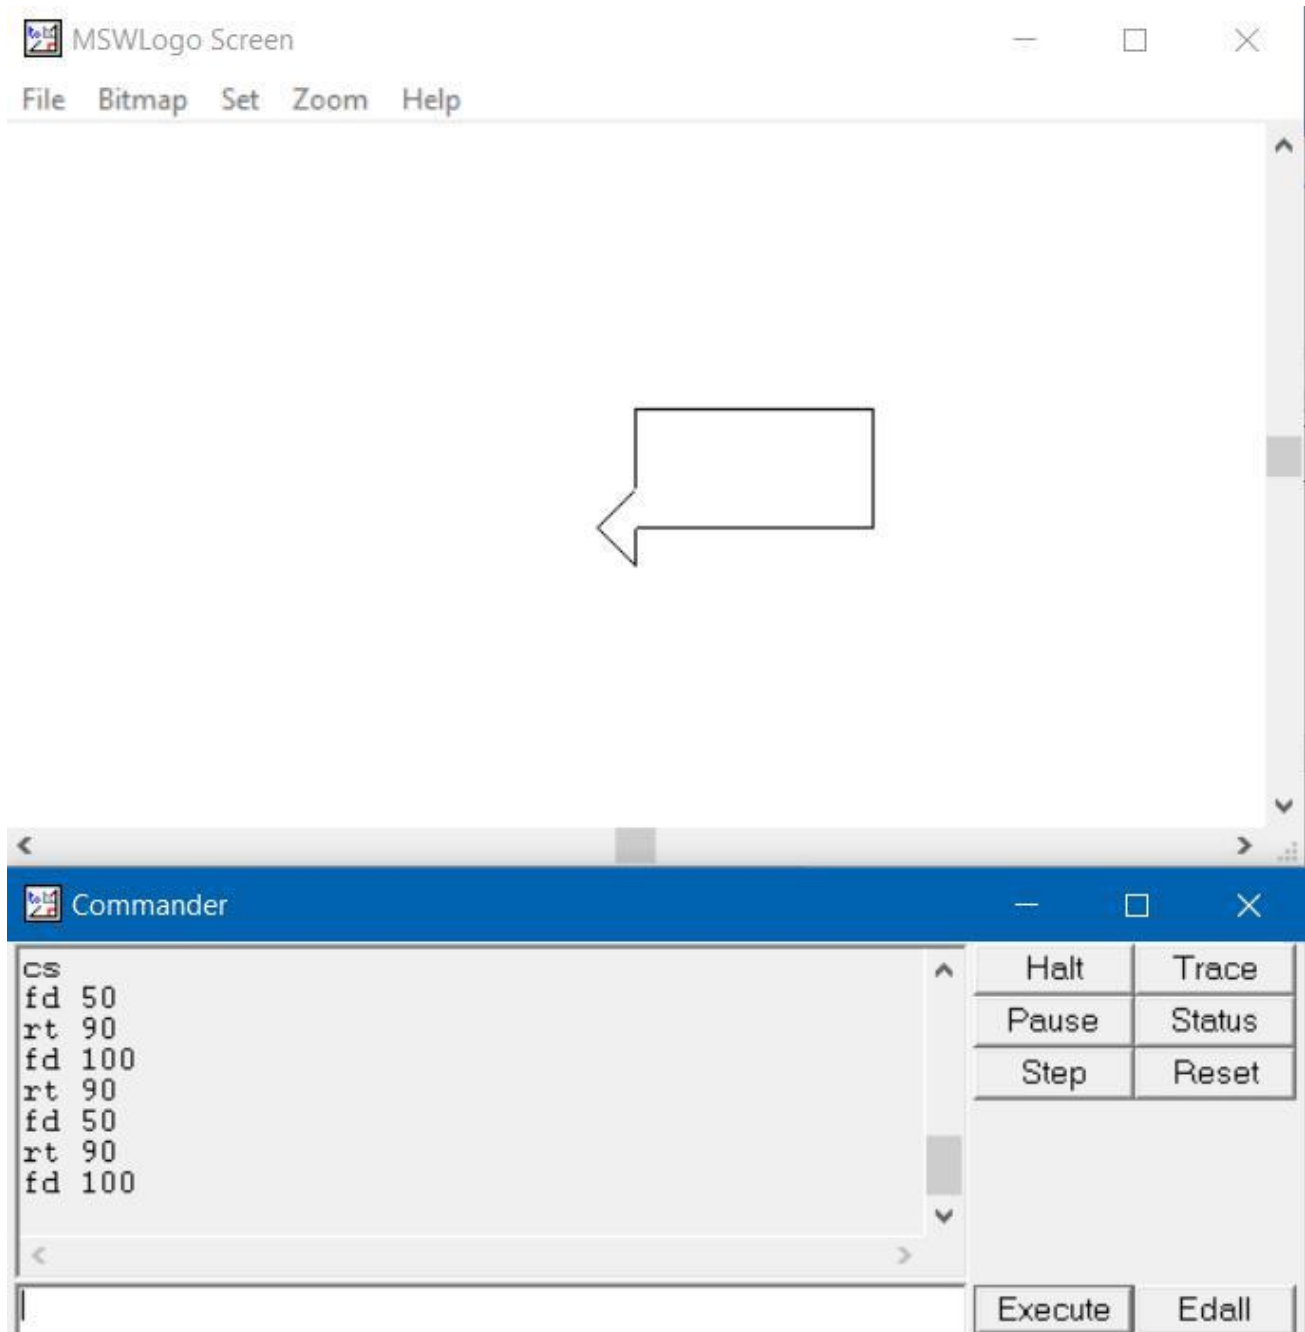 MSWLogo Screen
File Bitmap Set Zoom Help
Commander
cs
fd 50
rt 90
fd 100
rt 90
fd 50
rt 90
fd 100
Halt Trace
Pause Status
Step Reset
Execute Edall